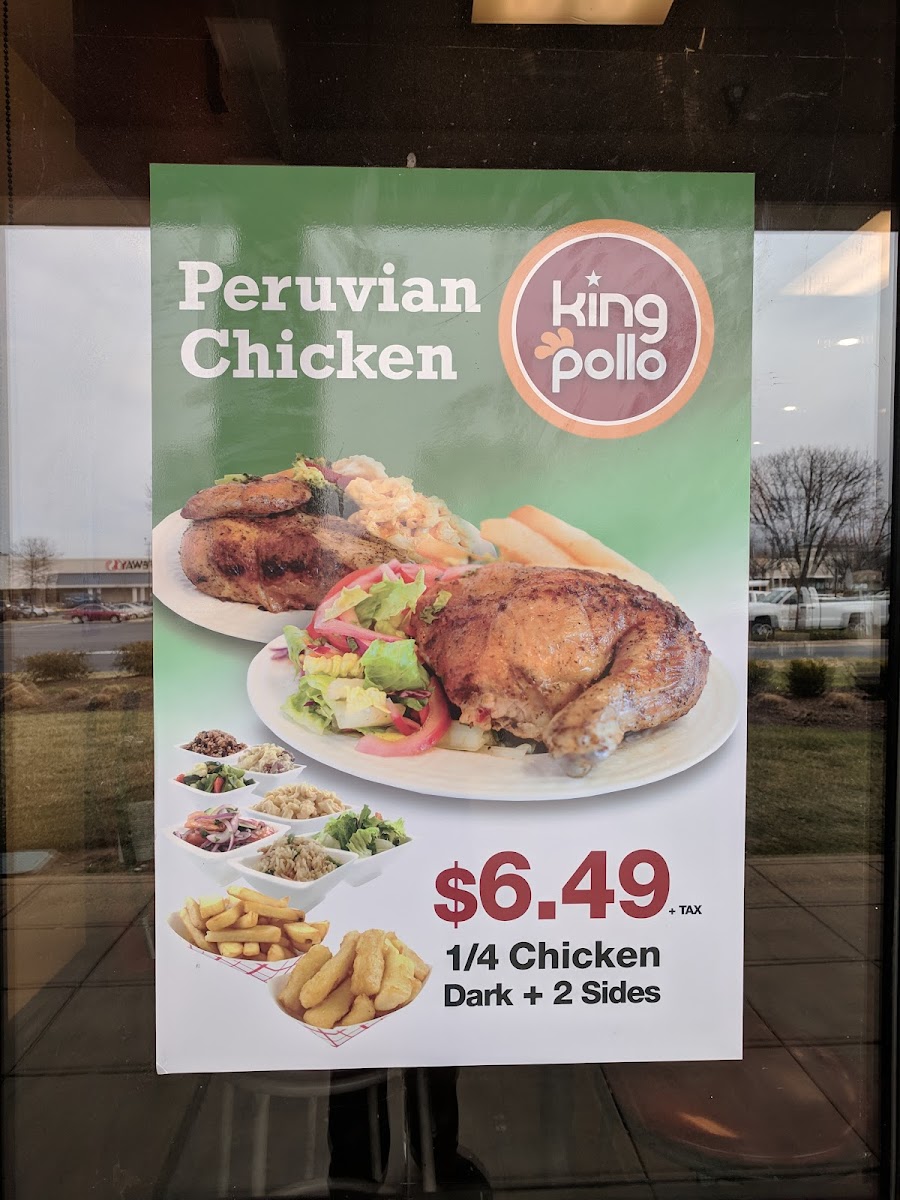 Peruvian
Chicken
king
pollo
$6.49 + TAX
1/4 Chicken
Dark + 2 Sides